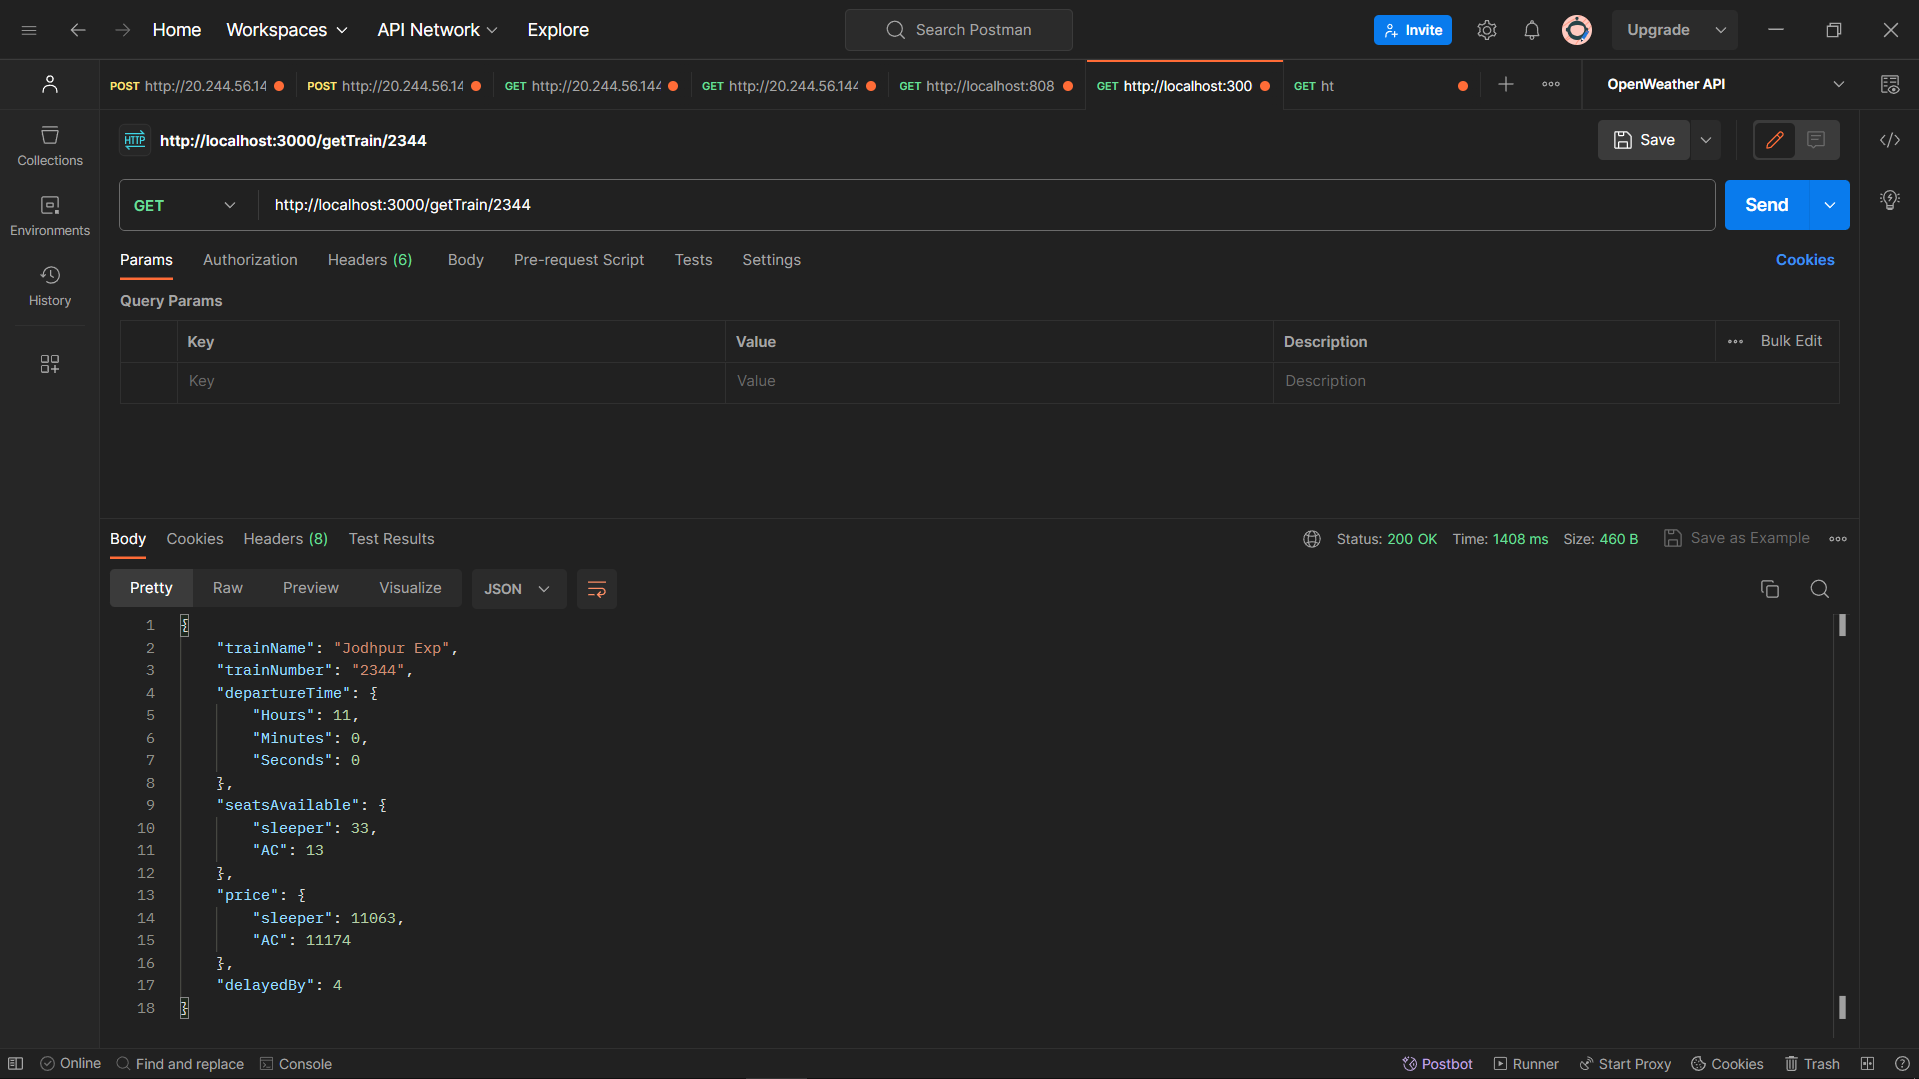 Home Workspaces API Network Explore Search Postman Invite Upgrade
POST http://20.244.56.14 POST http://20.244.56.14 GET http://20.244.56.144 GET http://20.244.56.144 GET http://localhost:808 GET http://localhost:300 GET ht OpenWeather API
HTTP http://localhost:3000/getTrain/2344 Save
Collections
GET http://localhost:3000/getTrain/2344 Send
Environments
Params Authorization Headers (6) Body Pre-request Script Tests Settings Cookies
History
Query Params
Key Value Description Bulk Edit
Key Value Description
Body Cookies Headers (8) Test Results Status: 200 OK Time: 1408 ms Size: 460 B Save as Example
Pretty Raw Preview Visualize JSON
1 {
2 "trainName": "Jodhpur Exp",
3 "trainNumber": "2344",
4 "departureTime": {
5 "Hours": 11,
6 "Minutes": 0,
7 "Seconds": 0
8 },
9 "seatsAvailable": {
10 "sleeper": 33,
11 "AC": 13
12 },
13 "price": {
14 "sleeper": 11063,
15 "AC": 11174
16 },
17 "delayedBy": 4
18 }
Online Find and replace Console Postbot Runner Start Proxy Cookies Trash